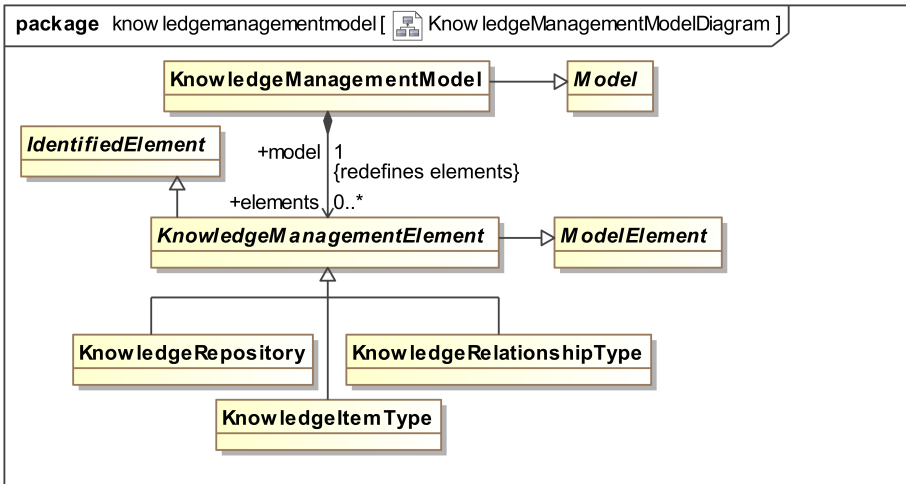 package knowledgemanagementmodel [ KnowledgeManagementModelDiagram ]
KnowledgeManagementModel
Model
IdentifiedElement
+model 1
{redefines elements}
+elements 0..*
KnowledgeManagementElement
ModelElement
KnowledgeRepository
KnowledgeRelationshipType
KnowledgeItemType